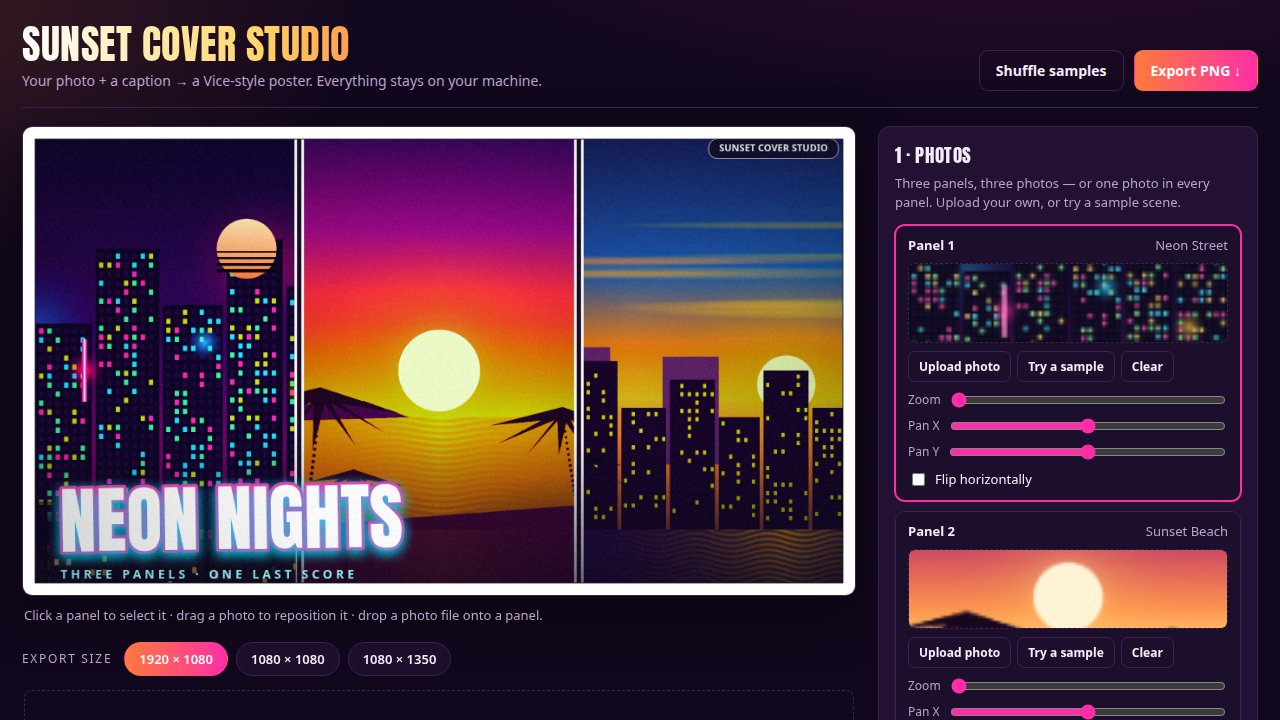 SUNSET COVER STUDIO
Your photo + a caption → a Vice-style poster. Everything stays on your machine.
Shuffle samples
Export PNG ↓
SUNSET COVER STUDIO
NEON NIGHTS
THREE PANELS · ONE LAST SCORE
Click a panel to select it · drag a photo to reposition it · drop a photo file onto a panel.
EXPORT SIZE
1920 × 1080
1080 × 1080
1080 × 1350
1 · PHOTOS
Three panels, three photos — or one photo in every
panel. Upload your own, or try a sample scene.
Panel 1
Neon Street
Upload photo
Try a sample
Clear
Zoom
Pan X
Pan Y
Flip horizontally
Panel 2
Sunset Beach
Upload photo
Try a sample
Clear
Zoom
Pan X